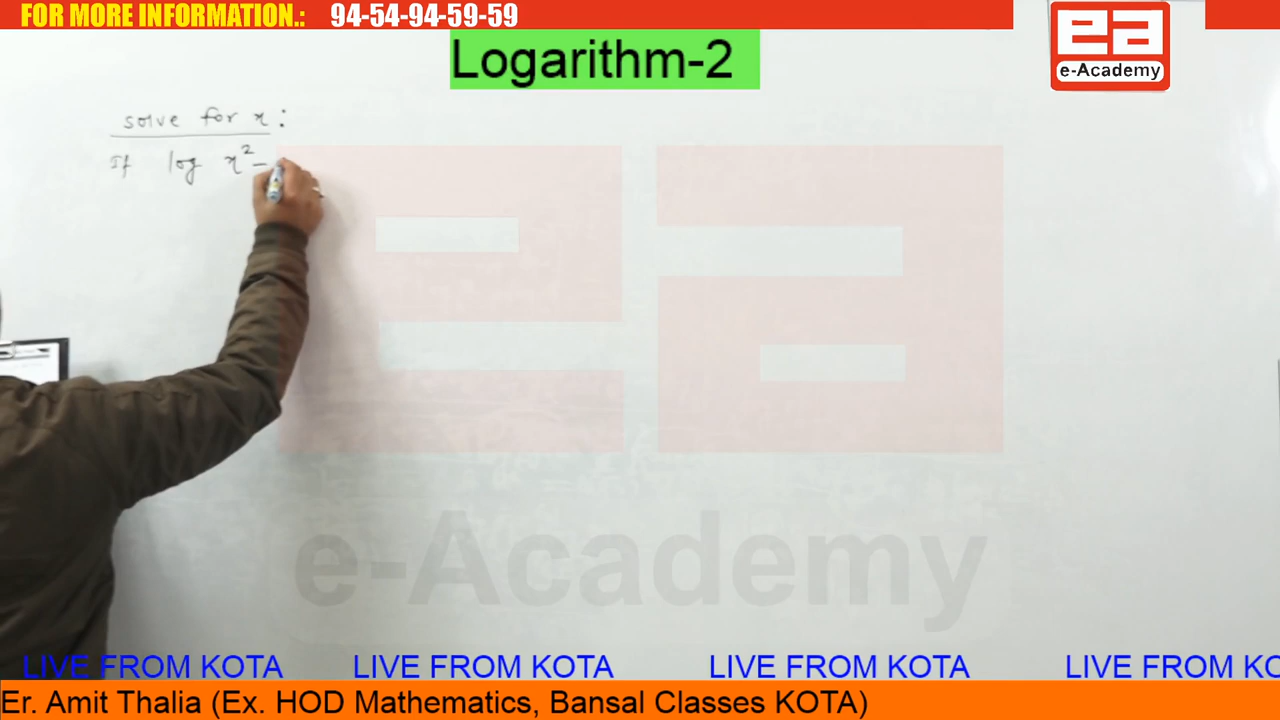 FOR MORE INFORMATION.: 94-54-94-59-59
ea
e-Academy
Logarithm-2
solve for x:
If log x² –
ea
e-Academy
LIVE FROM KOTA LIVE FROM KOTA LIVE FROM KOTA LIVE FROM KO
Er. Amit Thalia (Ex. HOD Mathematics, Bansal Classes KOTA)